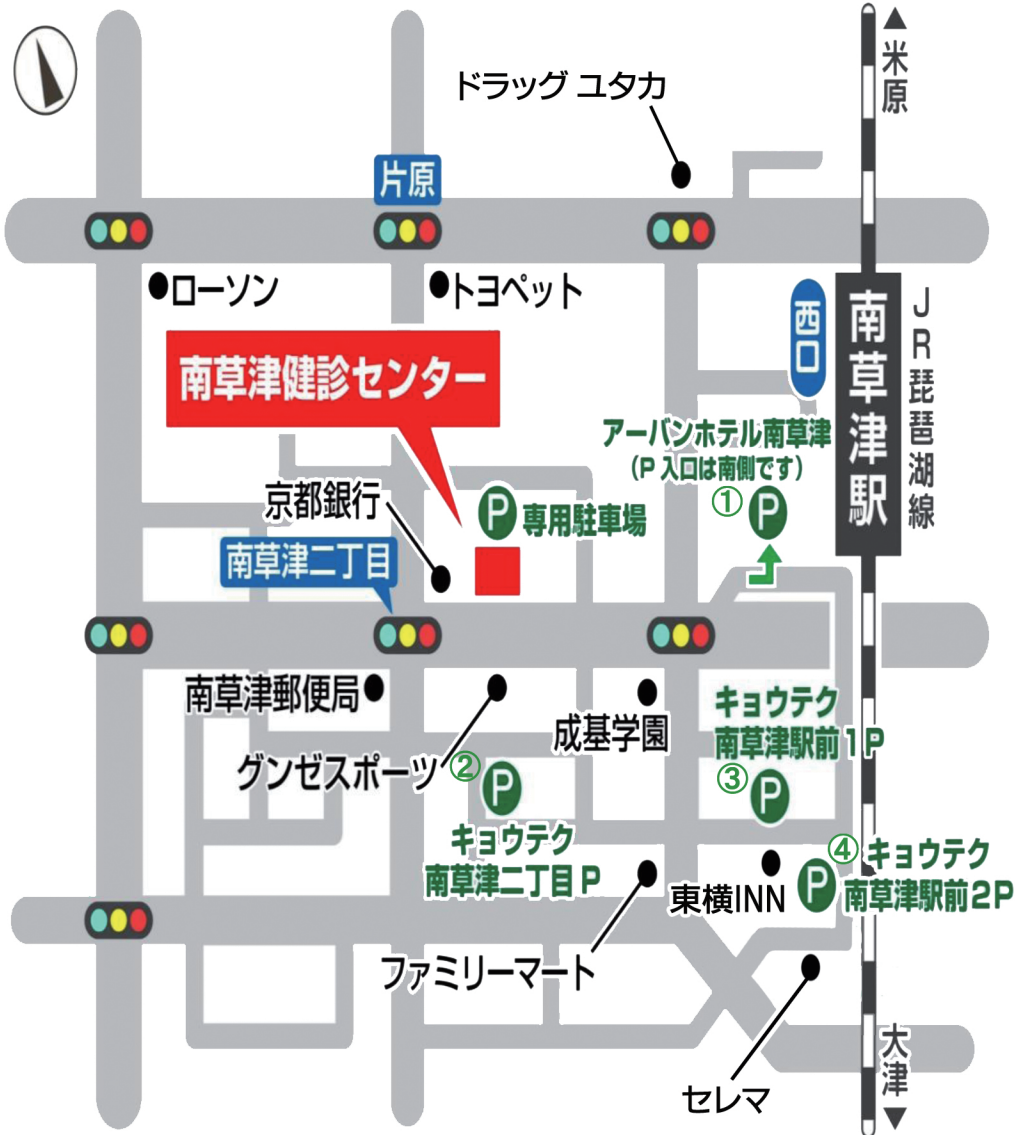 ▲米原
ドラッグ ユタカ
片原
ローソン
トヨペット
西口
南草津駅
JR琵琶湖線
南草津健診センター
アーバンホテル南草津
(P 入口は南側です)
① P
京都銀行
P 専用駐車場
南草津二丁目
南草津郵便局
グンゼスポーツ
成基学園
キョウテク
南草津駅前1P
③ P
② P
キョウテク
南草津二丁目P
④ キョウテク
P 南草津駅前2P
東横INN
ファミリーマート
セレマ
大津▼